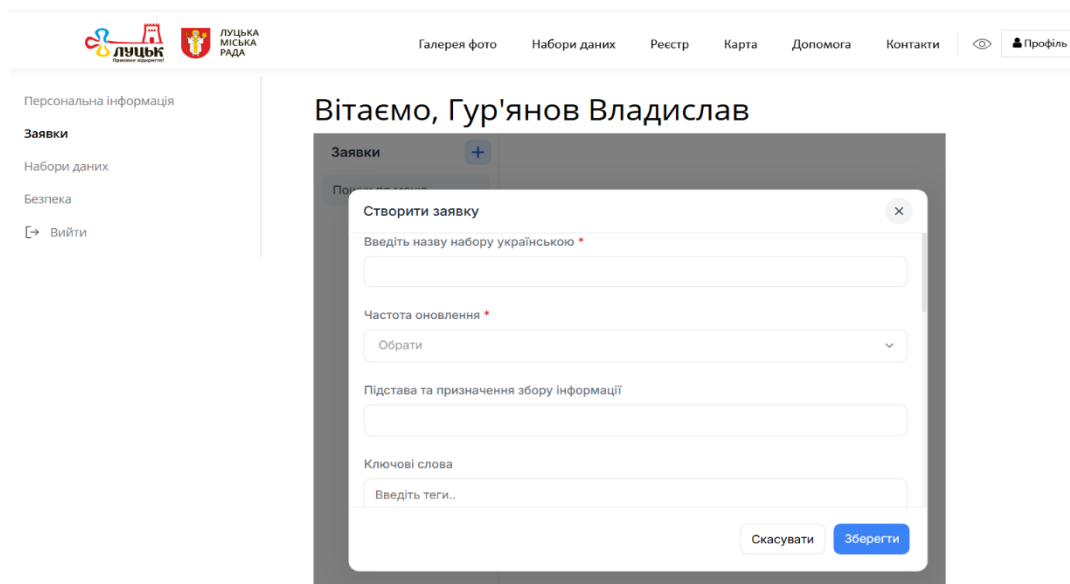 ЛУЦЬК
Приємне відкриття!
ЛУЦЬКА
МІСЬКА
РАДА
Галерея фото Набори даних Реєстр Карта Допомога Контакти Профіль
Персональна інформація
Заявки
Набори даних
Безпека
Вийти
Вітаємо, Гур'янов Владислав
Заявки
Створити заявку
Введіть назву набору українською *
Частота оновлення *
Обрати
Підстава та призначення збору інформації
Ключові слова
Введіть теги..
Скасувати Зберегти